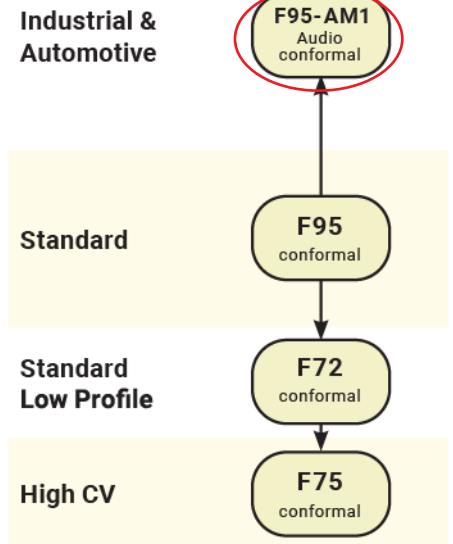 Industrial &
Automotive
F95-AM1
Audio
conformal
Standard
F95
conformal
Standard
Low Profile
F72
conformal
High CV
F75
conformal